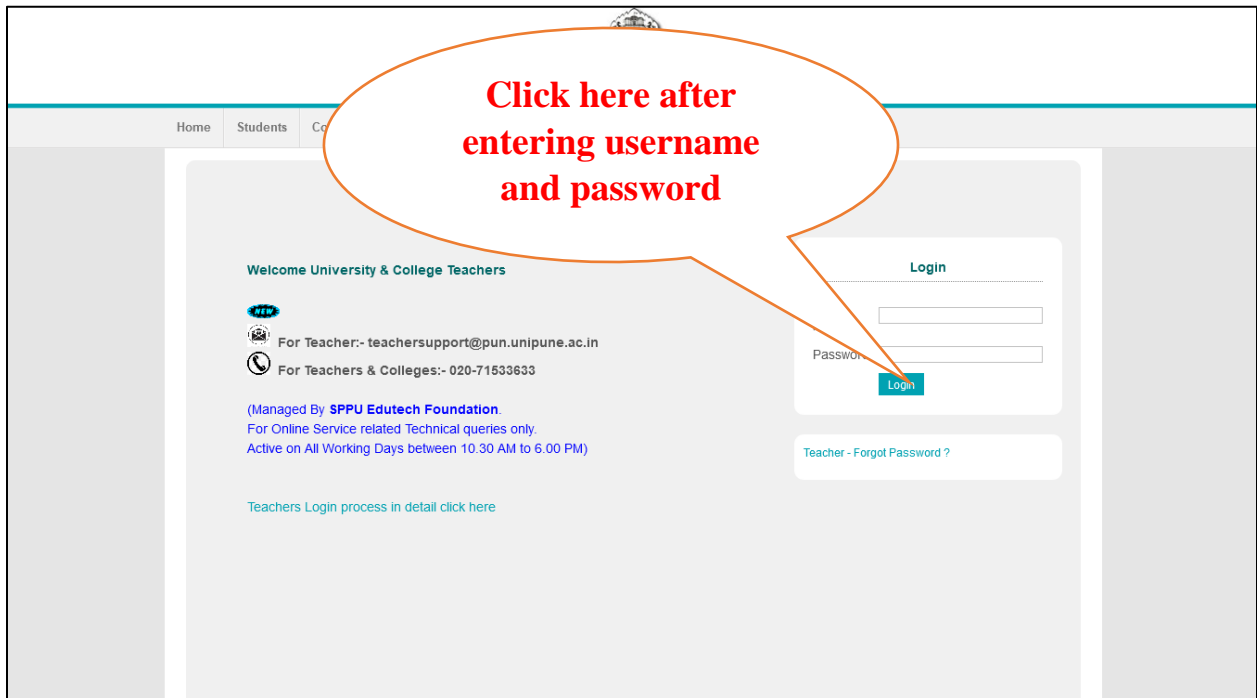 Click here after
entering username
and password
Home Students
Welcome University & College Teachers
NEW
For Teacher:- teachersupport@pun.unipune.ac.in
For Teachers & Colleges:- 020-71533633
(Managed By SPPU Edutech Foundation.
For Online Service related Technical queries only.
Active on All Working Days between 10.30 AM to 6.00 PM)
Teachers Login process in detail click here
Login
Password
Login
Teacher - Forgot Password ?